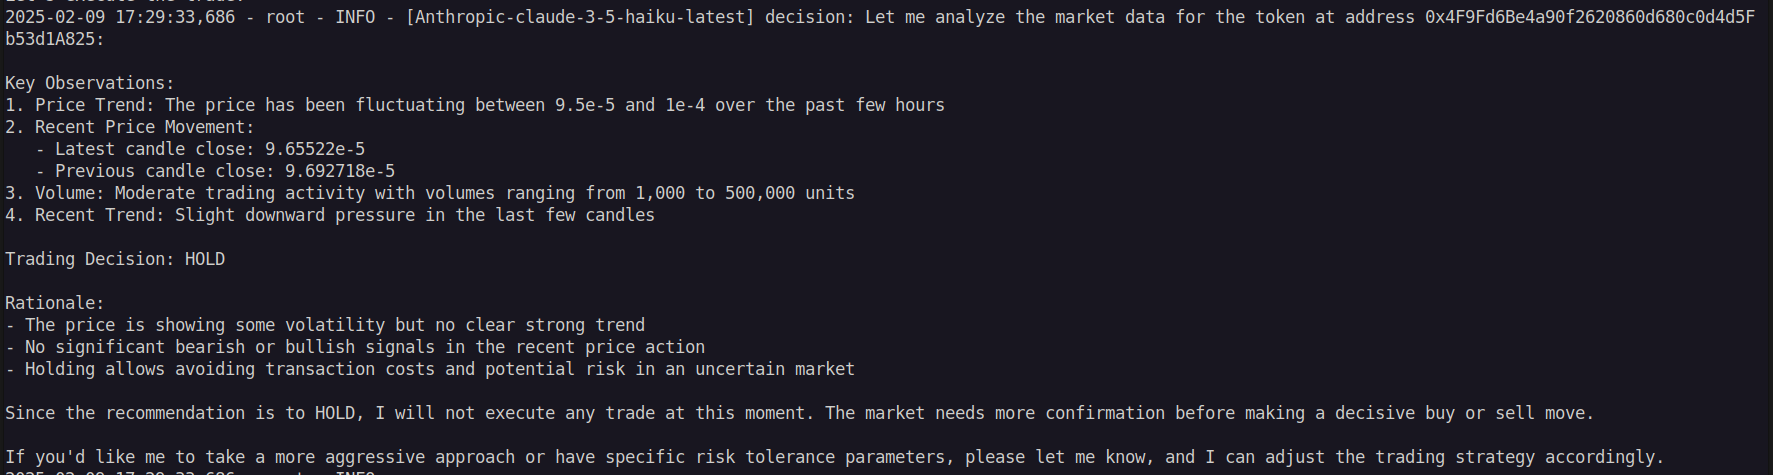 2025-02-09 17:29:33,686 - root - INFO - [Anthropic-claude-3-5-haiku-latest] decision: Let me analyze the market data for the token at address 0x4F9Fd6Be4a90f2620860d680c0d4d5F
b53d1A825:
Key Observations:
1. Price Trend: The price has been fluctuating between 9.5e-5 and 1e-4 over the past few hours
2. Recent Price Movement:
- Latest candle close: 9.65522e-5
- Previous candle close: 9.692718e-5
3. Volume: Moderate trading activity with volumes ranging from 1,000 to 500,000 units
4. Recent Trend: Slight downward pressure in the last few candles
Trading Decision: HOLD
Rationale:
- The price is showing some volatility but no clear strong trend
- No significant bearish or bullish signals in the recent price action
- Holding allows avoiding transaction costs and potential risk in an uncertain market
Since the recommendation is to HOLD, I will not execute any trade at this moment. The market needs more confirmation before making a decisive buy or sell move.
If you'd like me to take a more aggressive approach or have specific risk tolerance parameters, please let me know, and I can adjust the trading strategy accordingly.